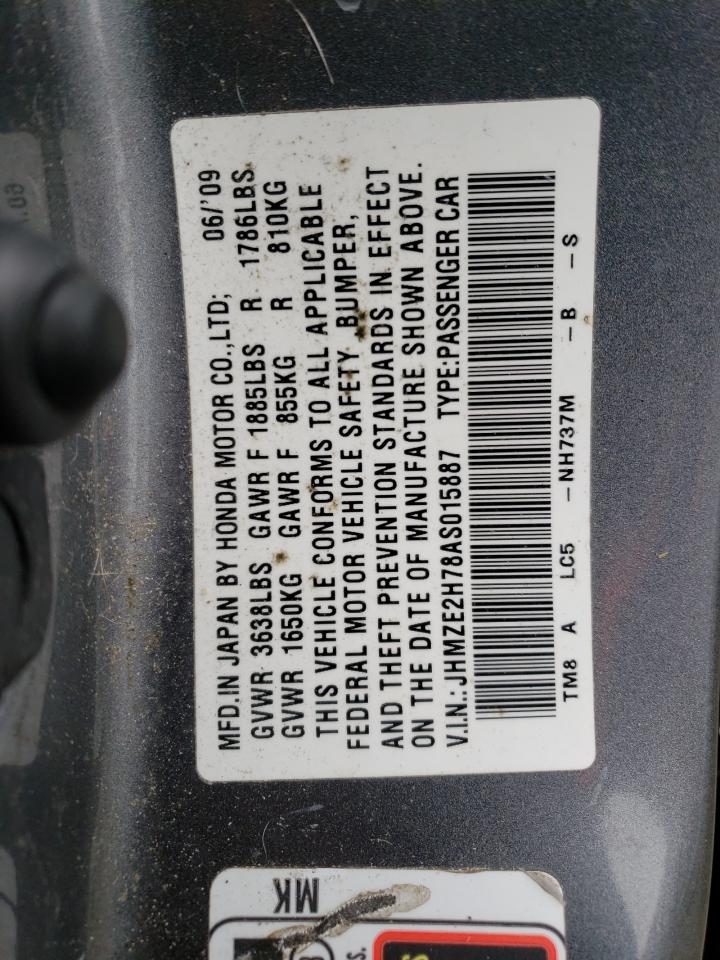 MFD.IN JAPAN BY HONDA MOTOR CO.,LTD; 06/'09
GVWR 3638LBS GAWR F 1885LBS R 1786LBS
GVWR 1650KG GAWR F 855KG R 810KG
THIS VEHICLE CONFORMS TO ALL APPLICABLE
FEDERAL MOTOR VEHICLE SAFETY, BUMPER,
AND THEFT PREVENTION STANDARDS IN EFFECT
ON THE DATE OF MANUFACTURE SHOWN ABOVE.
V.I.N.: JHMZE2H78AS015887 TYPE:PASSENGER CAR
TM8 A LC5 -NH737M -B -S
MK